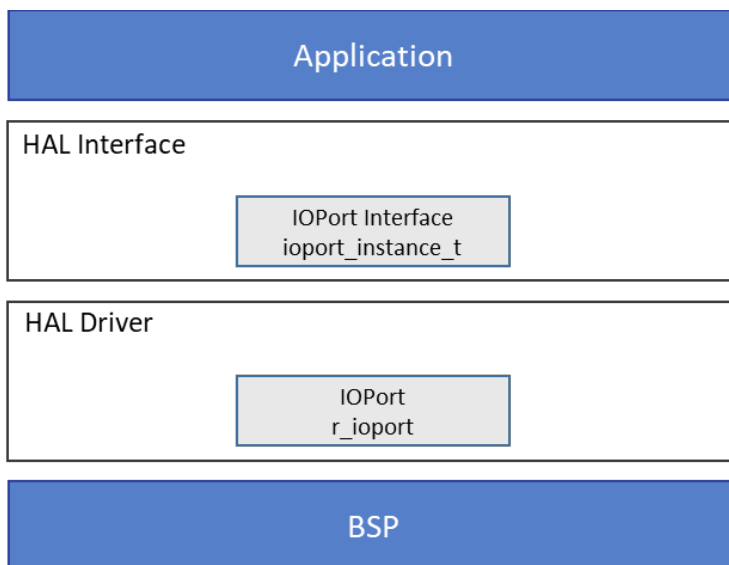 Application
HAL Interface
IOPort Interface
ioport_instance_t
HAL Driver
IOPort
r_ioport
BSP